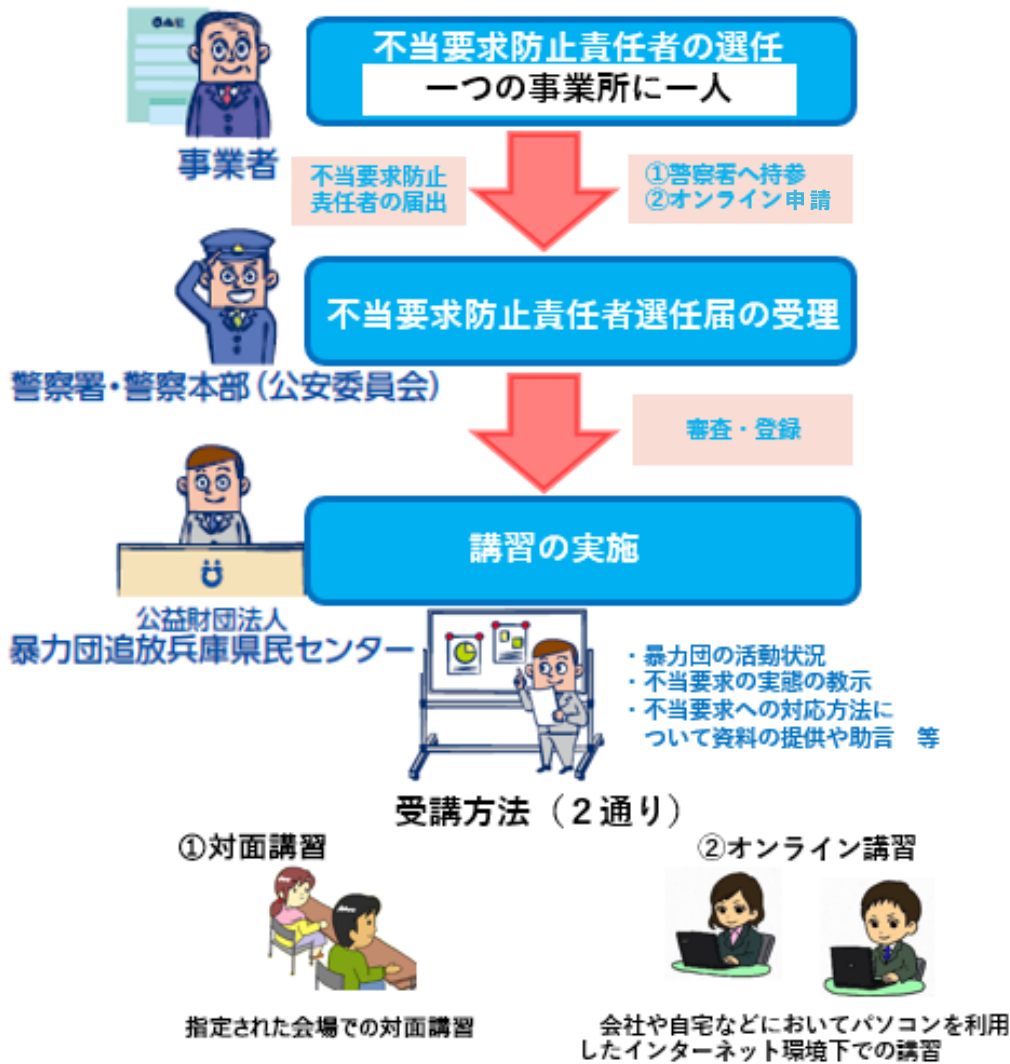 不当要求防止責任者の選任
一つの事業所に一人
事業者
不当要求防止
責任者の届出
①警察署へ持参
②オンライン申請
不当要求防止責任者選任届の受理
警察署・警察本部(公安委員会)
審査・登録
講習の実施
公益財団法人
暴力団追放兵庫県民センター
・暴力団の活動状況
・不当要求の実態の教示
・不当要求への対応方法に
ついて資料の提供や助言　等
受講方法（２通り）
①対面講習
②オンライン講習
指定された会場での対面講習
会社や自宅などにおいてパソコンを利用
したインターネット環境下での講習